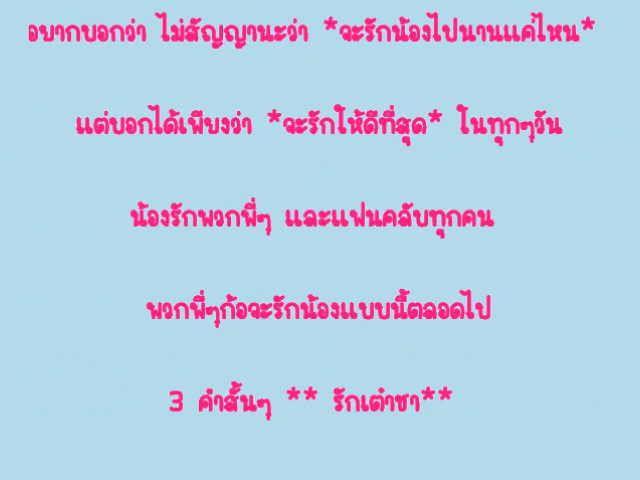 อยากบอกว่า ไม่สัญญานะว่า *จะรักน้องไปนานแค่ไหน*
แต่บอกได้เพียงว่า *จะรักให้ดีที่สุด* ในทุกๆวัน
น้องรักพวกพี่ๆ และแฟนคลับทุกคน
พวกพี่ๆก้อจะรักน้องแบบนี้ตลอดไป
3 คำสั้นๆ ** รักเต๋าชา**